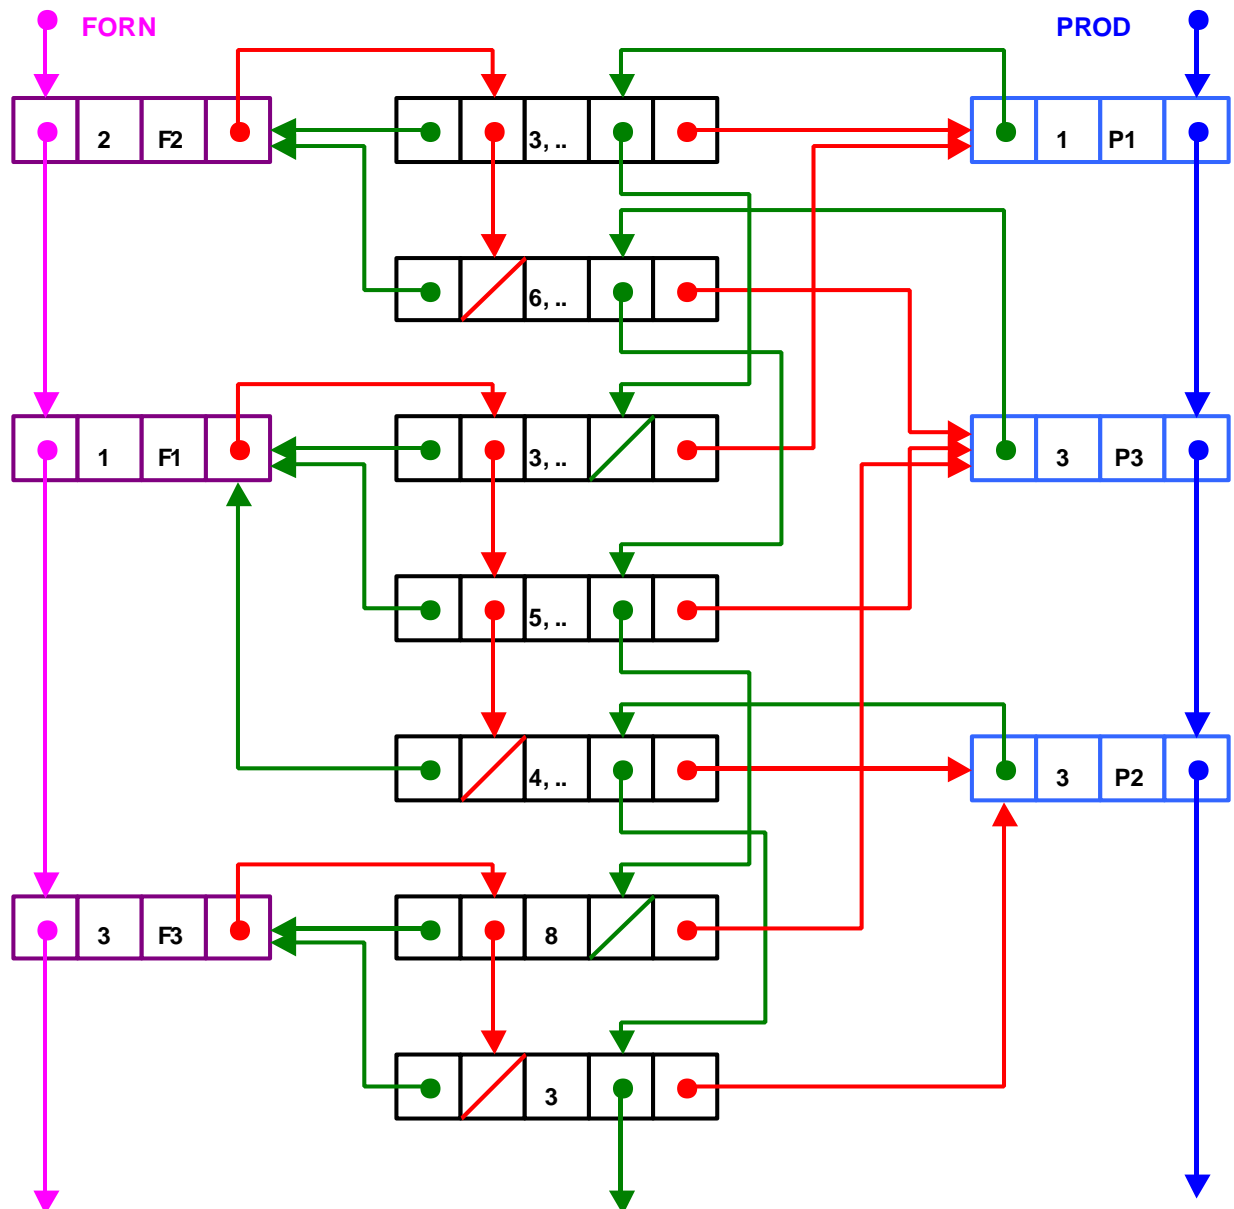 FORN PROD
2 F2 3, .. 1 P1
6, ..
1 F1 3, .. 3 P3
5, ..
4, .. 3 P2
3 F3 8
3